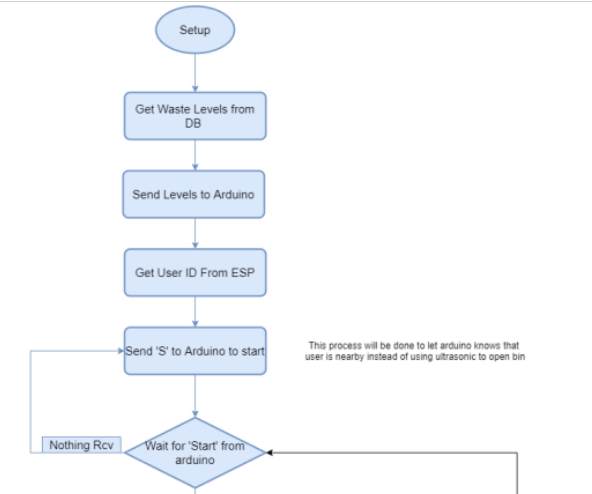 Setup
Get Waste Levels from
DB
Send Levels to Arduino
Get User ID From ESP
Send 'S' to Arduino to start
This process will be done to let arduino knows that
user is nearby instead of using ultrasonic to open bin
Nothing Rcv
Wait for 'Start' from
arduino